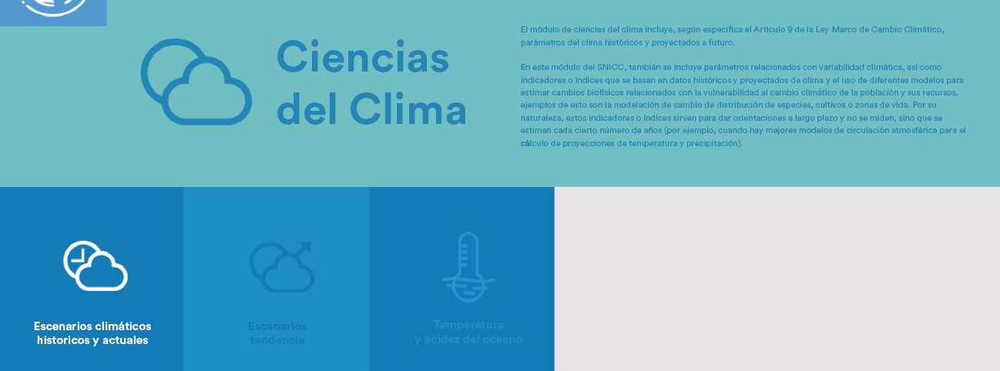 Ciencias
del Clima
El módulo de ciencias del clima incluye, según especifica el Articulo 9 de la Ley Marco de Cambio Climático,
parámetros del clima históricos y proyectados a futuro.
En este módulo del SNICC, también se incluye parámetros relacionados con variabilidad climática, así como
indicadores o índices que se basan en datos históricos y proyectados de clima y el uso de diferentes modelos para
estimar cambios biofísicos relacionados con la vulnerabilidad al cambio climático de la población y sus recursos,
ejemplos de esto son la modelación de cambio de distribución de especies, cultivos o zonas de vida. Por su
naturaleza, estos indicadores o índices sirven para dar orientaciones a largo plazo y no se miden, sino que se
estiman cada cierto número de años (por ejemplo, cuando hay mejores modelos de circulación atmosférica para el
cálculo de proyecciones de temperatura y precipitación).
Escenarios climáticos
historicos y actuales
Escenarios
tendencia
Temperatura
y acidez del oceano